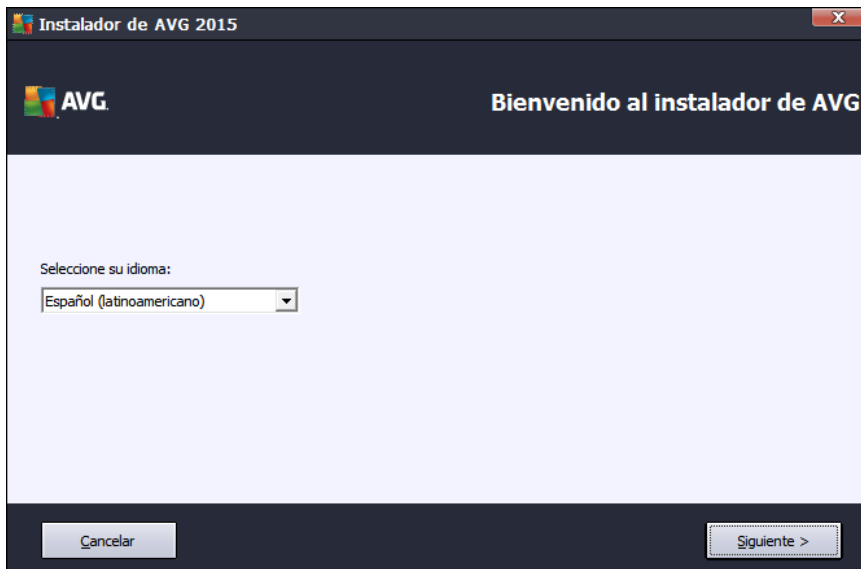 Instalador de AVG 2015
AVG.
Bienvenido al instalador de AVG
Seleccione su idioma:
Español (latinoamericano)
Cancelar
Siguiente >